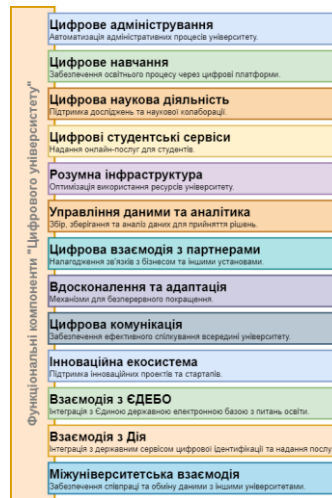 Функціональні компоненти "Цифрового університету"
Цифрове адміністрування
Автоматизація адміністративних процесів університету.
Цифрове навчання
Забезпечення освітнього процесу через цифрові платформи.
Цифрова наукова діяльність
Підтримка досліджень та наукової колаборації.
Цифрові студентські сервіси
Надання онлайн-послуг для студентів.
Розумна інфраструктура
Оптимізація використання ресурсів університету.
Управління даними та аналітика
Збір, зберігання та аналіз даних для прийняття рішень.
Цифрова взаємодія з партнерами
Налагодження зв'язків з бізнесом та іншими установами.
Вдосконалення та адаптація
Механізми для безперервного покращення.
Цифрова комунікація
Забезпечення ефективного спілкування всередині університету.
Інноваційна екосистема
Підтримка інноваційних проектів та стартапів.
Взаємодія з ЄДЕБО
Інтеграція з Єдиною державною електронною базою з питань освіти.
Взаємодія з Дія
Інтеграція з державним сервісом цифрової ідентифікації та надання послу
Міжуніверситетська взаємодія
Забезпечення співпраці та обміну даними з іншими університетами.